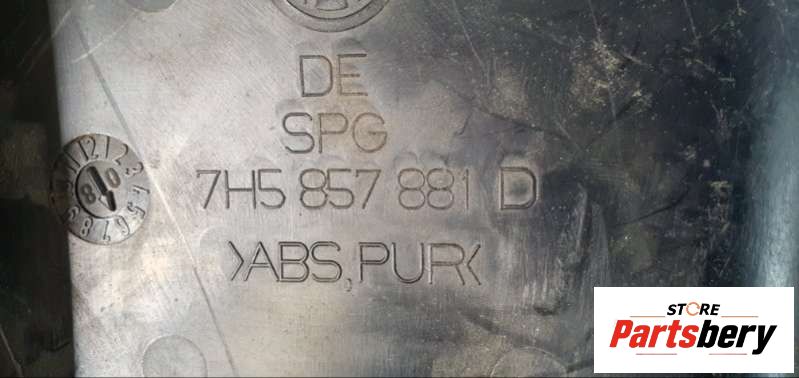 DE
SPG
7H5 857 881 D
>ABS,PUR<
STORE
Partsbery